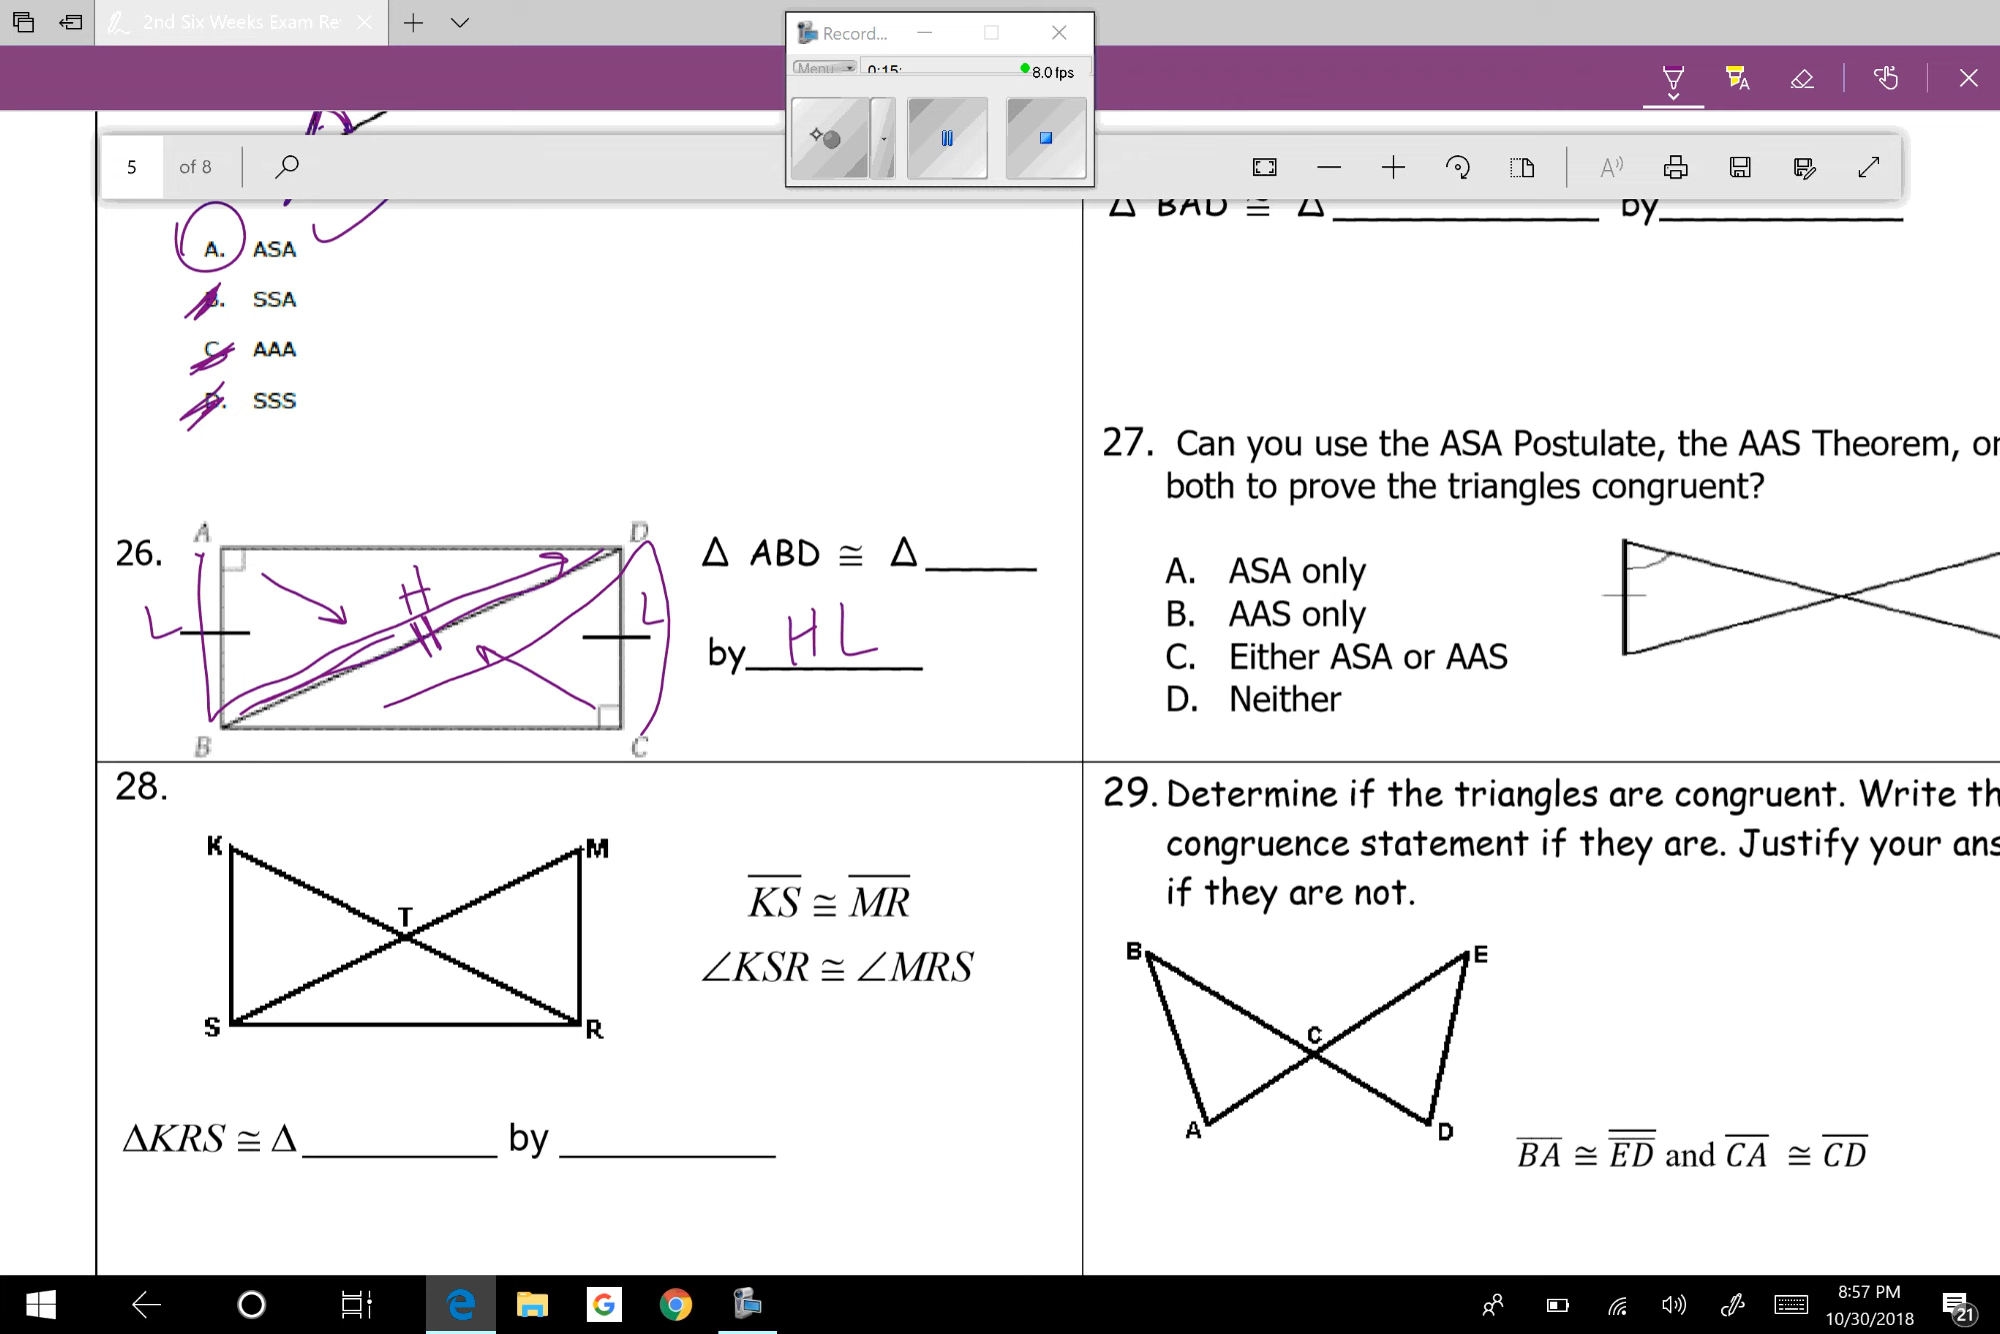 2nd Six Weeks Exam Re
Record...
Menu
0:15:
8.0 fps
5 of 8
A. ASA
B. SSA
C. AAA
D. SSS
Δ BAD ≅ Δ__________ by__________
26.
A
D
B
C
L
L
Δ ABD ≅ Δ_____
by HL
27. Can you use the ASA Postulate, the AAS Theorem, or
both to prove the triangles congruent?
A. ASA only
B. AAS only
C. Either ASA or AAS
D. Neither
28.
K
M
T
S
R
KS ≅ MR
∠KSR ≅ ∠MRS
ΔKRS ≅ Δ__________ by __________
29. Determine if the triangles are congruent. Write th
congruence statement if they are. Justify your ans
if they are not.
B
E
C
A
D
BA ≅ ED and CA ≅ CD
8:57 PM
10/30/2018
21